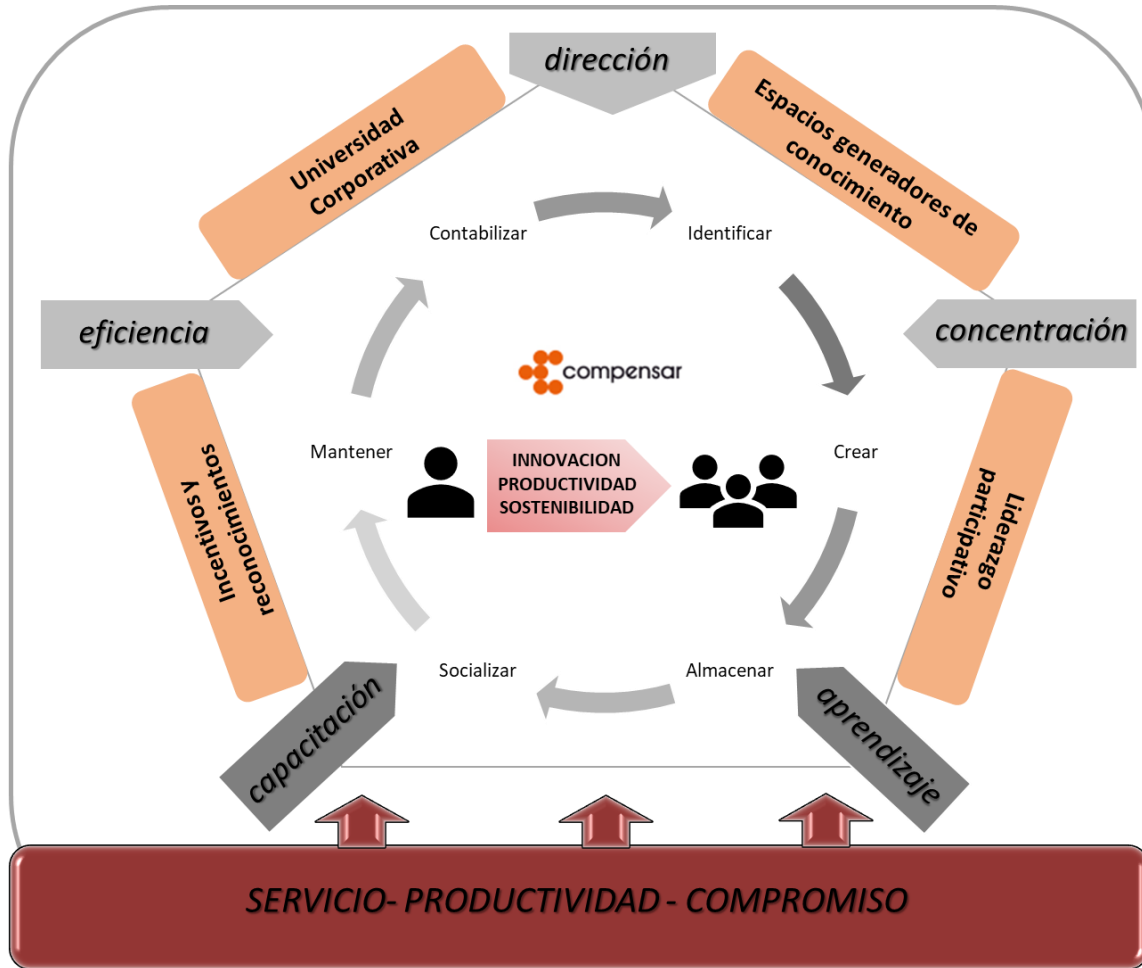 dirección
Universidad
Corporativa
Espacios generadores de
conocimiento
Contabilizar
Identificar
eficiencia
concentración
compensar
Mantener
INNOVACION
PRODUCTIVIDAD
SOSTENIBILIDAD
Crear
Incentivos y
reconocimientos
Liderazgo
participativo
Socializar
Almacenar
capacitación
aprendizaje
SERVICIO- PRODUCTIVIDAD - COMPROMISO